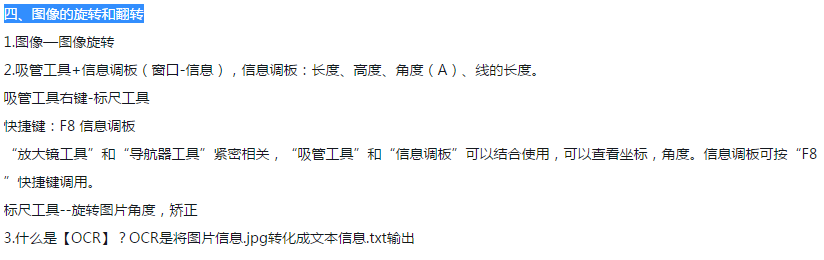 四、图像的旋转和翻转
1.图像—图像旋转
2.吸管工具+信息调板（窗口-信息），信息调板：长度、高度、角度（A）、线的长度。
吸管工具右键-标尺工具
快捷键：F8 信息调板
“放大镜工具”和“导航器工具”紧密相关，“吸管工具”和“信息调板”可以结合使用，可以查看坐标，角度。信息调板可按“F8
”快捷键调用。
标尺工具--旋转图片角度，矫正
3.什么是【OCR】？OCR是将图片信息.jpg转化成文本信息.txt输出